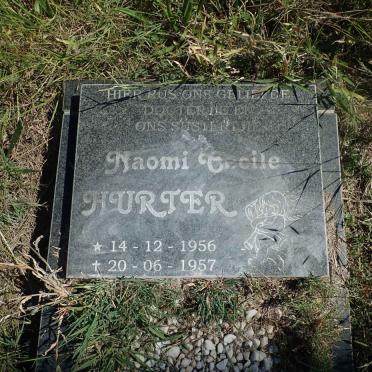 HIER RUS ONS GELIEFDE
DOGTERTJIE EN
ONS SUSTERTJIE
Naomi Cecile
HURTER
★ 14 - 12 - 1956
✝ 20 - 06 - 1957